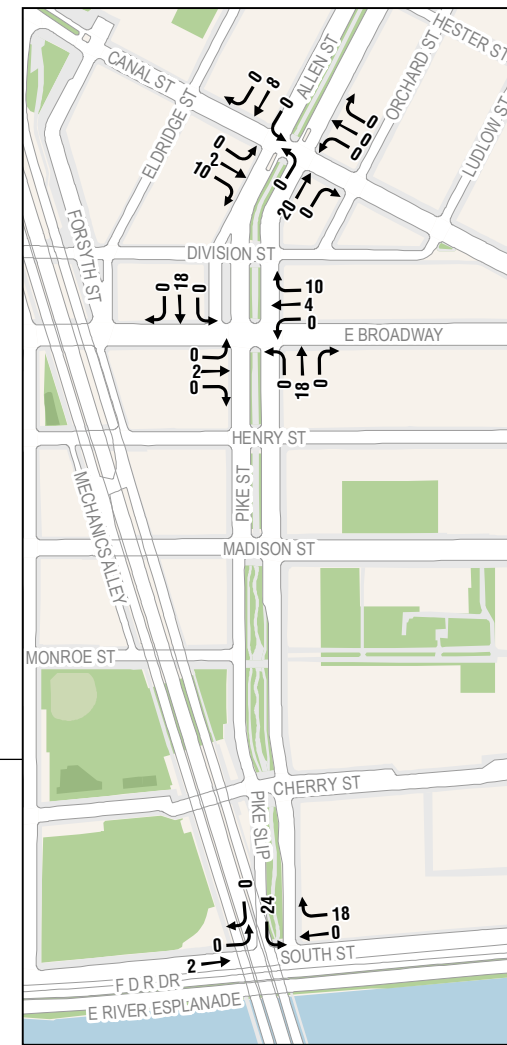 HESTER ST
CANAL ST
ALLEN ST
ORCHARD ST
LUDLOW ST
ELDRIDGE ST
0
8
0
0
0
0
0
2
10
0
20
0
FORSYTH ST
DIVISION ST
0
18
0
10
4
0
E BROADWAY
0
2
0
0
18
0
HENRY ST
PIKE ST
MECHANICS ALLEY
MADISON ST
MONROE ST
CHERRY ST
PIKE SLIP
0
24
18
0
0
2
SOUTH ST
F D R DR
E RIVER ESPLANADE